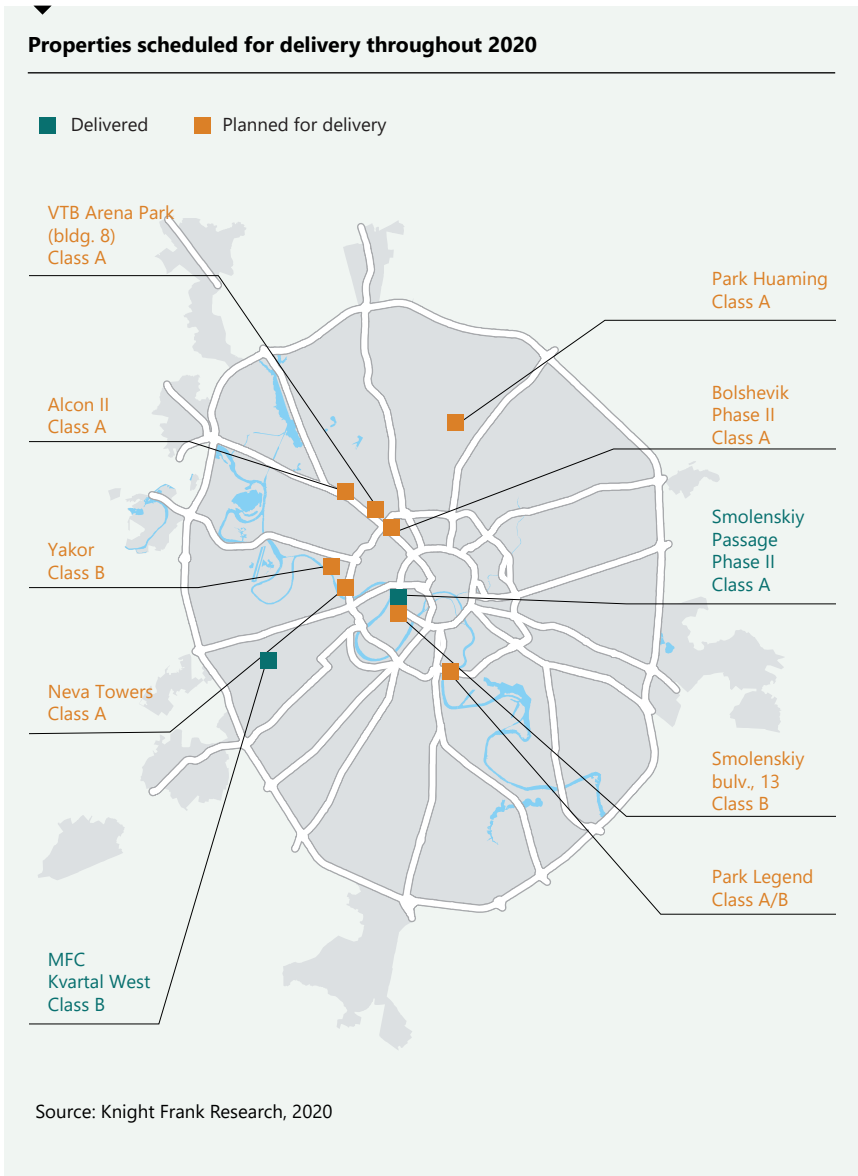 Properties scheduled for delivery throughout 2020
Delivered
Planned for delivery
VTB Arena Park
(bldg. 8)
Class A
Park Huaming
Class A
Alcon II
Class A
Bolshevik
Phase II
Class A
Smolenskiy
Passage
Phase II
Class A
Yakor
Class B
Neva Towers
Class A
Smolenskiy
bulv., 13
Class B
Park Legend
Class A/B
MFC
Kvartal West
Class B
Source: Knight Frank Research, 2020